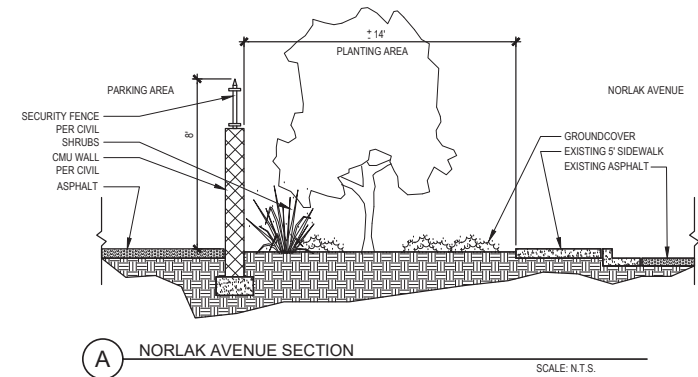 ± 14'
PLANTING AREA
PARKING AREA
NORLAK AVENUE
SECURITY FENCE
PER CIVIL
SHRUBS
CMU WALL
PER CIVIL
ASPHALT
8'
GROUNDCOVER
EXISTING 5' SIDEWALK
EXISTING ASPHALT
A
NORLAK AVENUE SECTION
SCALE: N.T.S.